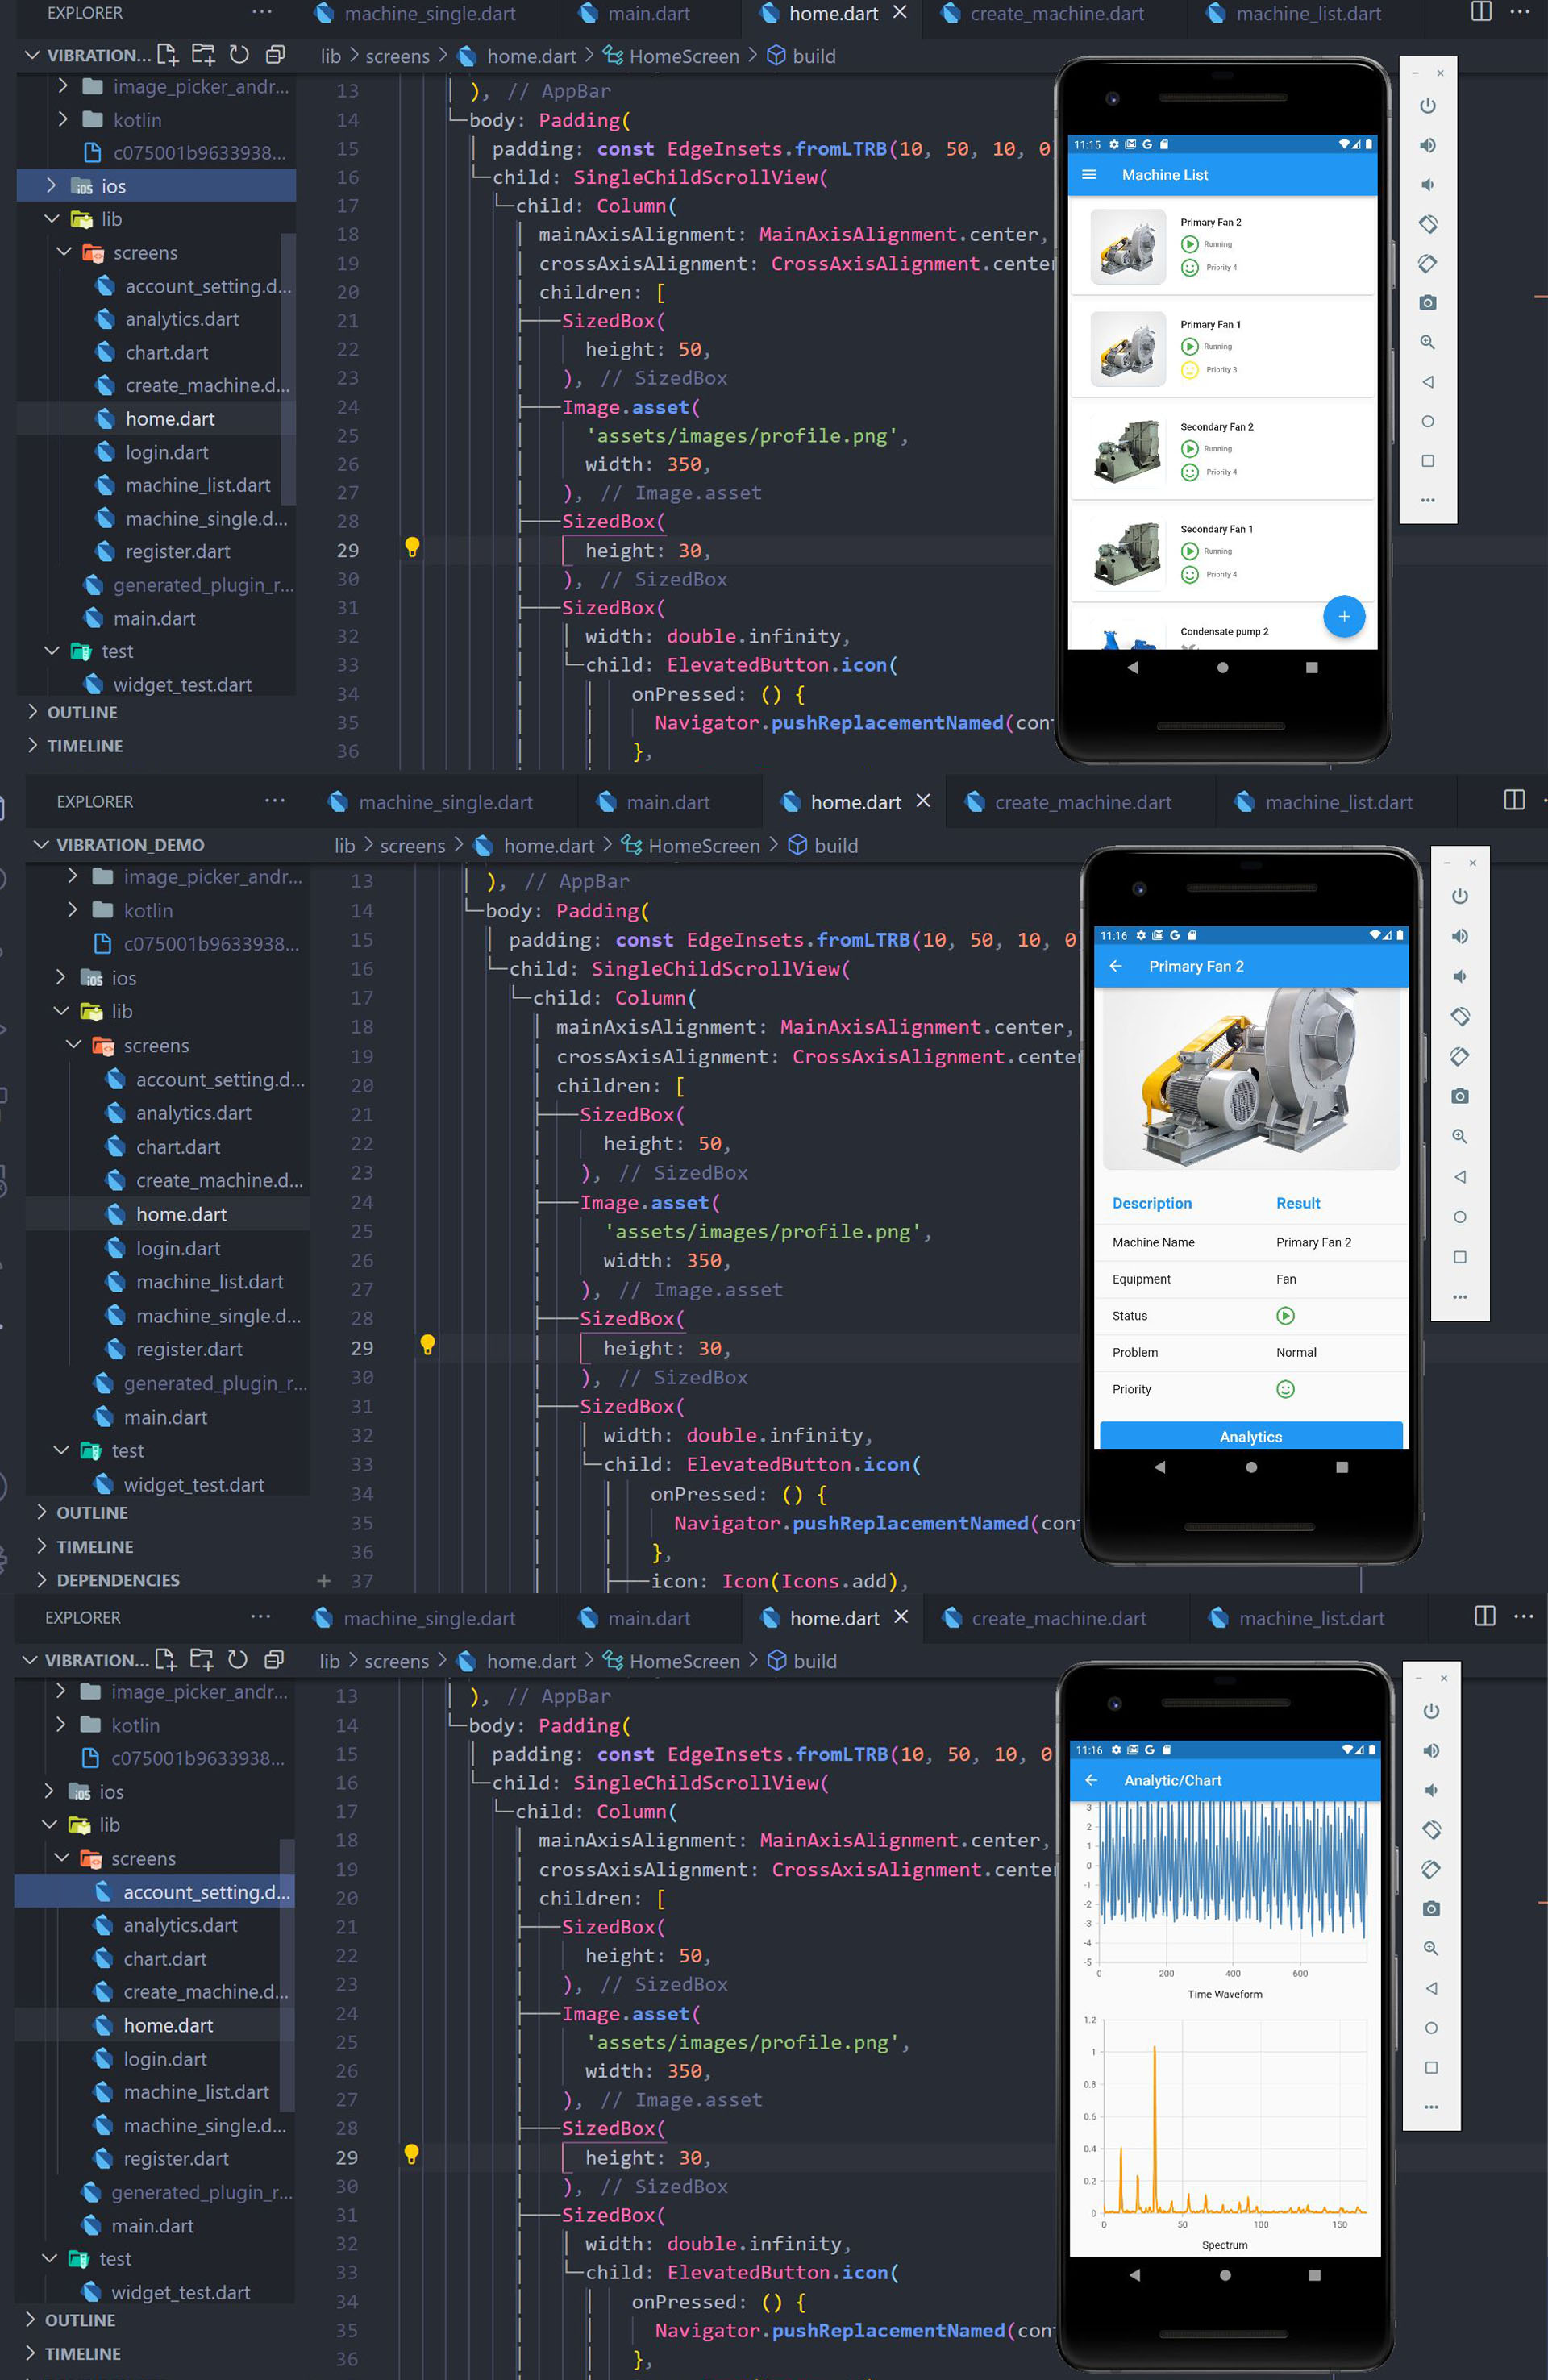 EXPLORER
machine_single.dart
main.dart
home.dart
create_machine.dart
machine_list.dart
VIBRATION...
lib > screens > home.dart > HomeScreen > build
image_picker_andr...
kotlin
c075001b9633938...
ios
lib
screens
account_setting.d...
analytics.dart
chart.dart
create_machine.d...
home.dart
login.dart
machine_list.dart
machine_single.d...
register.dart
generated_plugin_r...
main.dart
test
widget_test.dart
OUTLINE
TIMELINE
13 ), // AppBar
14 body: Padding(
15 padding: const EdgeInsets.fromLTRB(10, 50, 10, 0
16 child: SingleChildScrollView(
17 child: Column(
18 mainAxisAlignment: MainAxisAlignment.center,
19 crossAxisAlignment: CrossAxisAlignment.center
20 children: [
21 SizedBox(
22 height: 50,
23 ), // SizedBox
24 Image.asset(
25 'assets/images/profile.png',
26 width: 350,
27 ), // Image.asset
28 SizedBox(
29 height: 30,
30 ), // SizedBox
31 SizedBox(
32 width: double.infinity,
33 child: ElevatedButton.icon(
34 onPressed: () {
35 Navigator.pushReplacementNamed(con
36 },
11:15
Machine List
Primary Fan 2
Running
Priority 4
Primary Fan 1
Running
Priority 3
Secondary Fan 2
Running
Priority 4
Secondary Fan 1
Running
Priority 4
Condensate pump 2
EXPLORER
machine_single.dart
main.dart
home.dart
create_machine.dart
machine_list.dart
VIBRATION_DEMO
lib > screens > home.dart > HomeScreen > build
image_picker_andr...
kotlin
c075001b9633938...
ios
lib
screens
account_setting.d...
analytics.dart
chart.dart
create_machine.d...
home.dart
login.dart
machine_list.dart
machine_single.d...
register.dart
generated_plugin_r...
main.dart
test
widget_test.dart
OUTLINE
TIMELINE
DEPENDENCIES
13 ), // AppBar
14 body: Padding(
15 padding: const EdgeInsets.fromLTRB(10, 50, 10, 0
16 child: SingleChildScrollView(
17 child: Column(
18 mainAxisAlignment: MainAxisAlignment.center,
19 crossAxisAlignment: CrossAxisAlignment.center
20 children: [
21 SizedBox(
22 height: 50,
23 ), // SizedBox
24 Image.asset(
25 'assets/images/profile.png',
26 width: 350,
27 ), // Image.asset
28 SizedBox(
29 height: 30,
30 ), // SizedBox
31 SizedBox(
32 width: double.infinity,
33 child: ElevatedButton.icon(
34 onPressed: () {
35 Navigator.pushReplacementNamed(con
36 },
37 icon: Icon(Icons.add),
11:16
Primary Fan 2
Description Result
Machine Name Primary Fan 2
Equipment Fan
Status
Problem Normal
Priority
Analytics
EXPLORER
machine_single.dart
main.dart
home.dart
create_machine.dart
machine_list.dart
VIBRATION...
lib > screens > home.dart > HomeScreen > build
image_picker_andr...
kotlin
c075001b9633938...
ios
lib
screens
account_setting.d...
analytics.dart
chart.dart
create_machine.d...
home.dart
login.dart
machine_list.dart
machine_single.d...
register.dart
generated_plugin_r...
main.dart
test
widget_test.dart
OUTLINE
TIMELINE
13 ), // AppBar
14 body: Padding(
15 padding: const EdgeInsets.fromLTRB(10, 50, 10, 0
16 child: SingleChildScrollView(
17 child: Column(
18 mainAxisAlignment: MainAxisAlignment.center,
19 crossAxisAlignment: CrossAxisAlignment.center
20 children: [
21 SizedBox(
22 height: 50,
23 ), // SizedBox
24 Image.asset(
25 'assets/images/profile.png',
26 width: 350,
27 ), // Image.asset
28 SizedBox(
29 height: 30,
30 ), // SizedBox
31 SizedBox(
32 width: double.infinity,
33 child: ElevatedButton.icon(
34 onPressed: () {
35 Navigator.pushReplacementNamed(con
36 },
11:16
Analytic/Chart
3
2
1
0
-1
-2
-3
-4
-5
0 200 400 600
Time Waveform
1.2
1
0.8
0.6
0.4
0.2
0
0 50 100 150
Spectrum